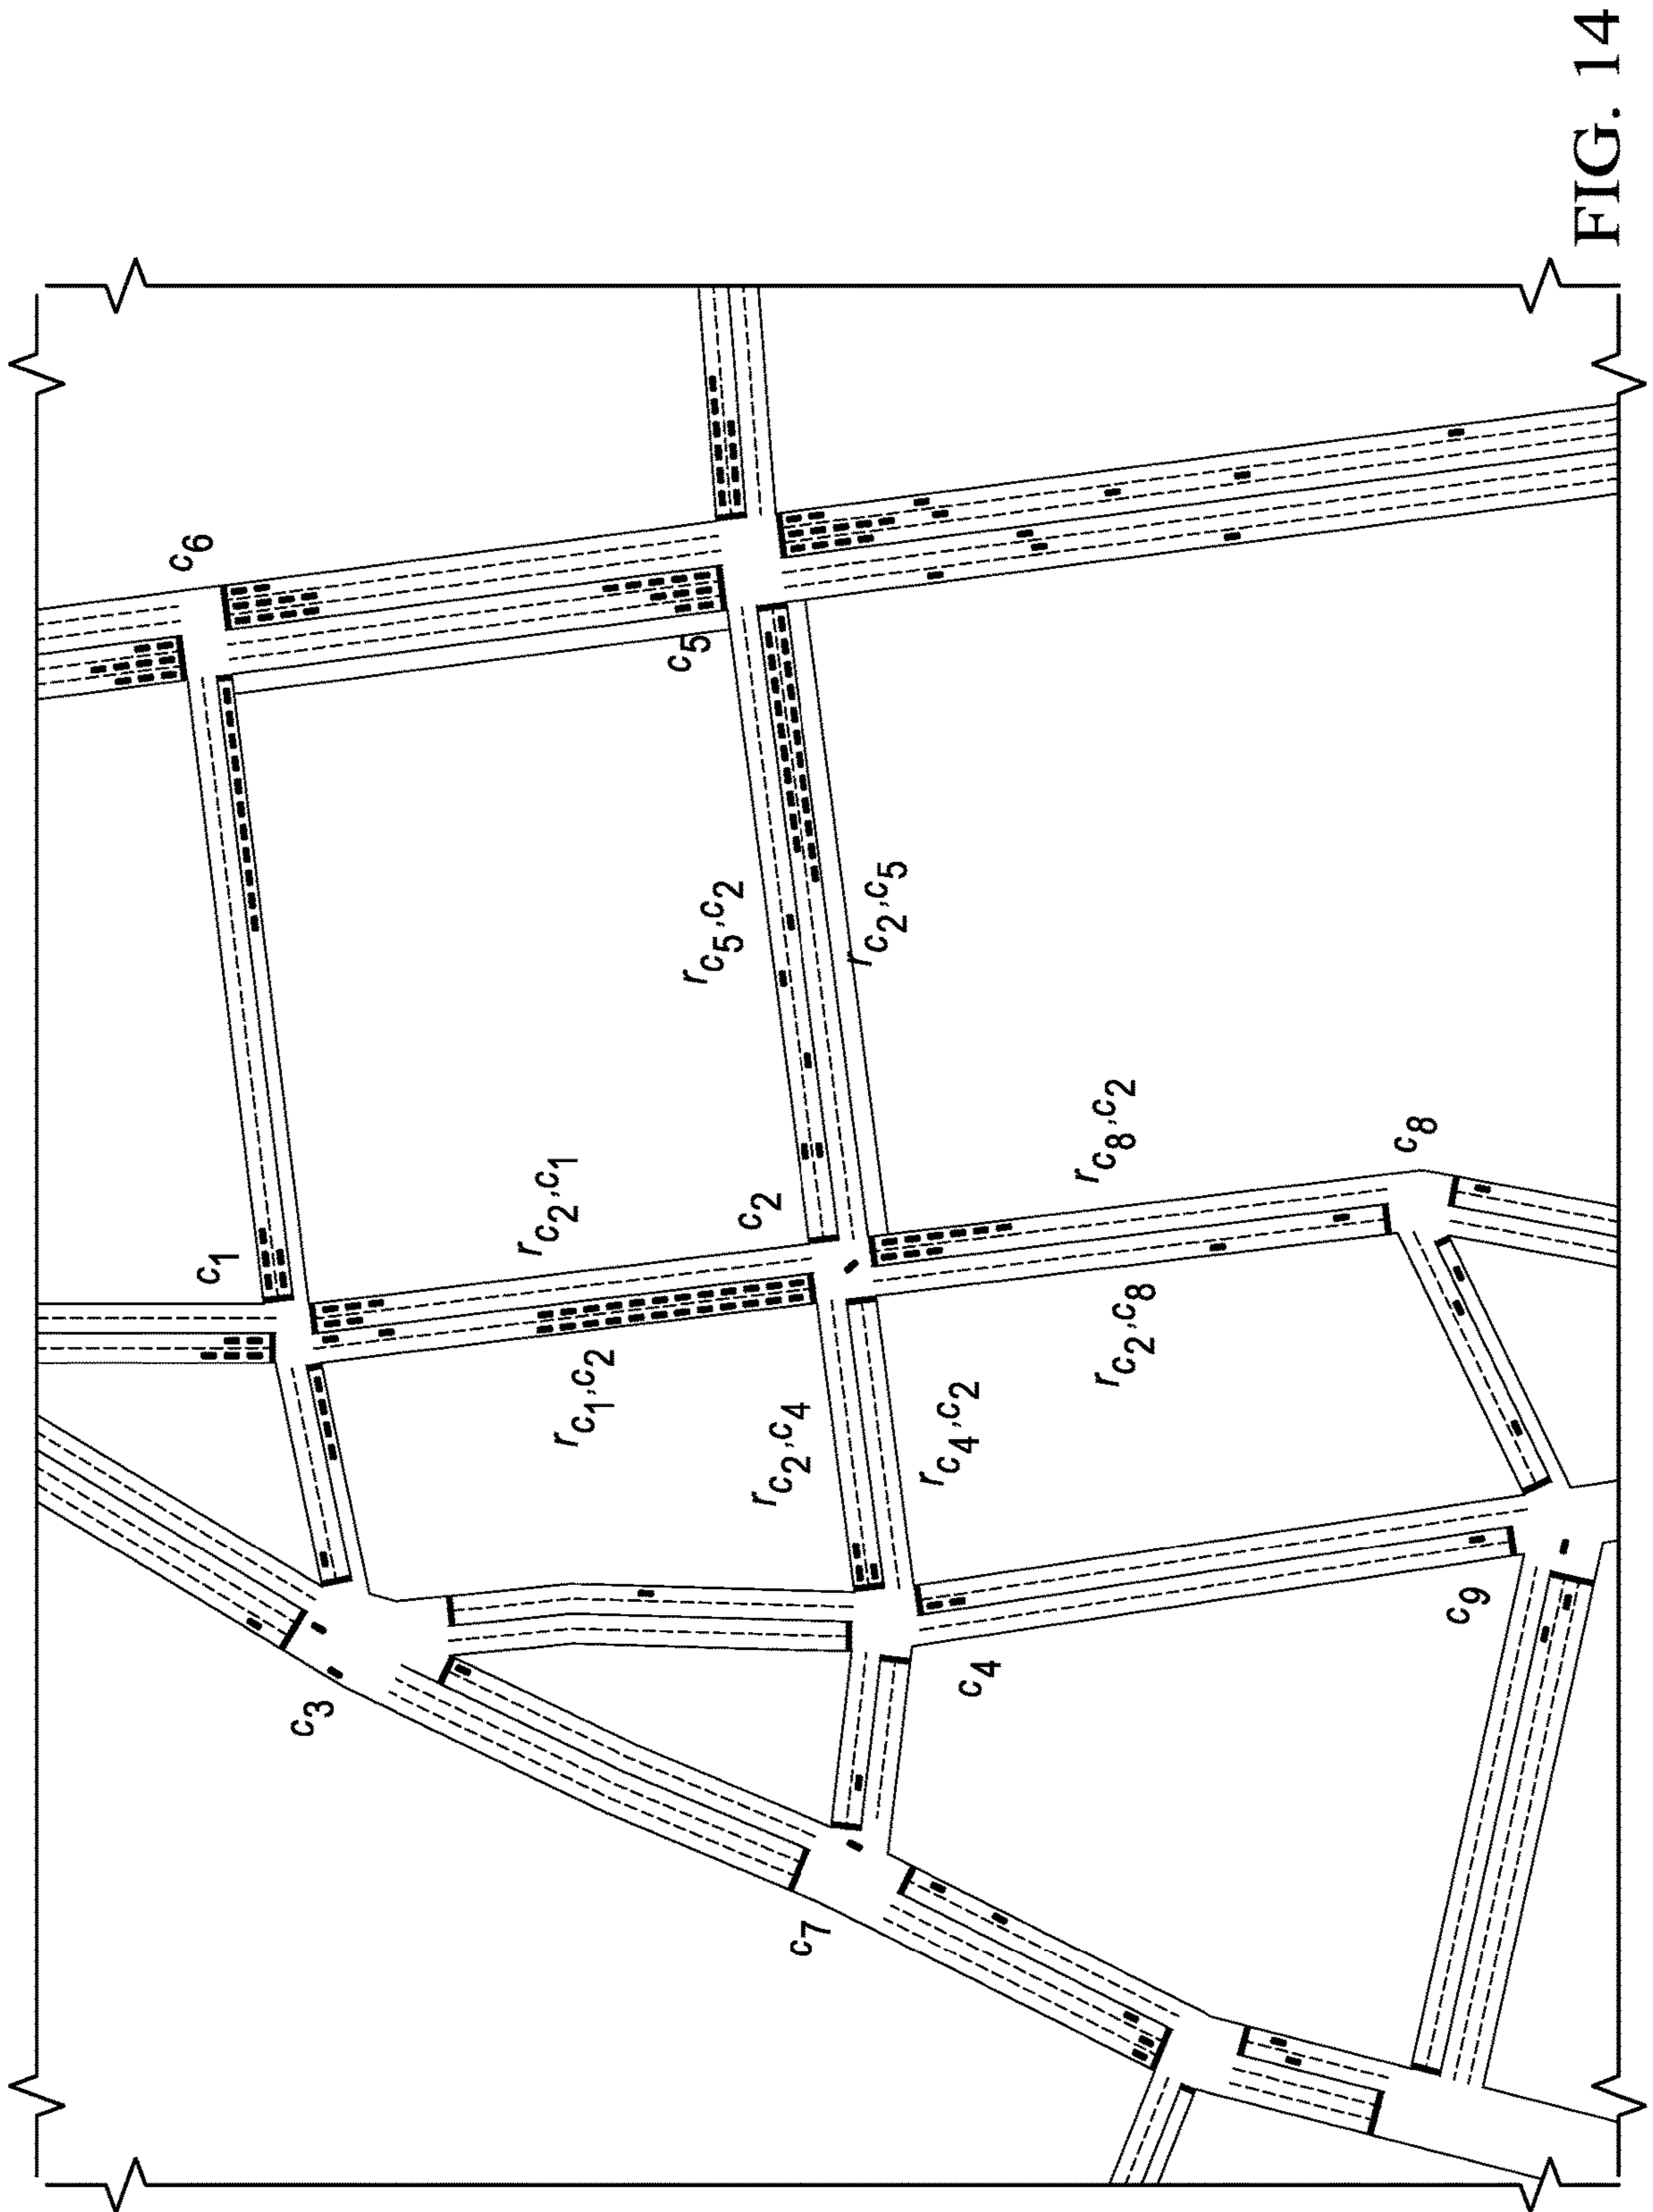 c6
c1
c3
rc2,c1
rc1,c2
c5
rc5,c2
c2
rc2,c4
c7
rc2,c5
rc4,c2
c4
rc8,c2
rc2,c8
c8
c9
FIG. 14